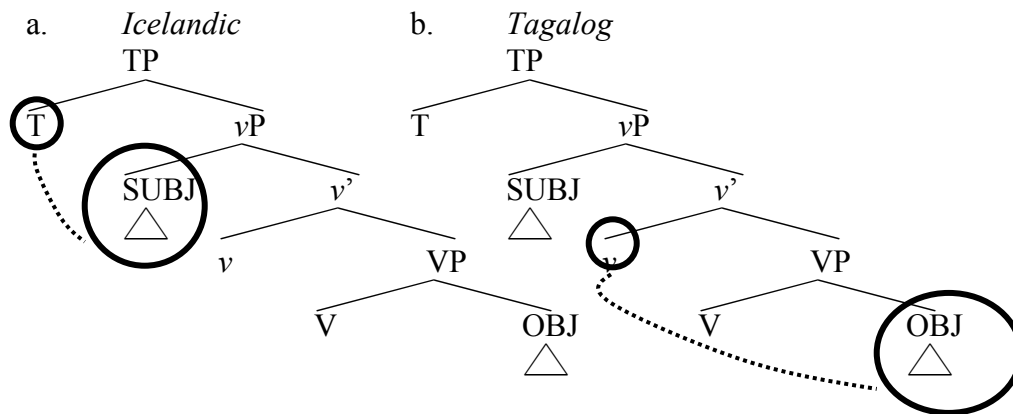 a. Icelandic b. Tagalog
TP TP
T vP T vP
SUBJ v’ SUBJ v’
v VP v VP
V OBJ V OBJ